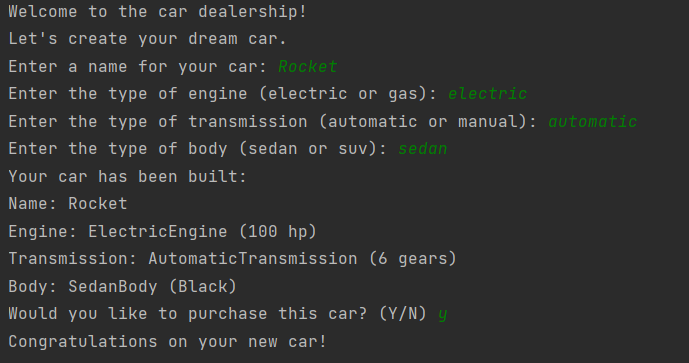 Welcome to the car dealership!
Let's create your dream car.
Enter a name for your car: Rocket
Enter the type of engine (electric or gas): electric
Enter the type of transmission (automatic or manual): automatic
Enter the type of body (sedan or suv): sedan
Your car has been built:
Name: Rocket
Engine: ElectricEngine (100 hp)
Transmission: AutomaticTransmission (6 gears)
Body: SedanBody (Black)
Would you like to purchase this car? (Y/N) y
Congratulations on your new car!